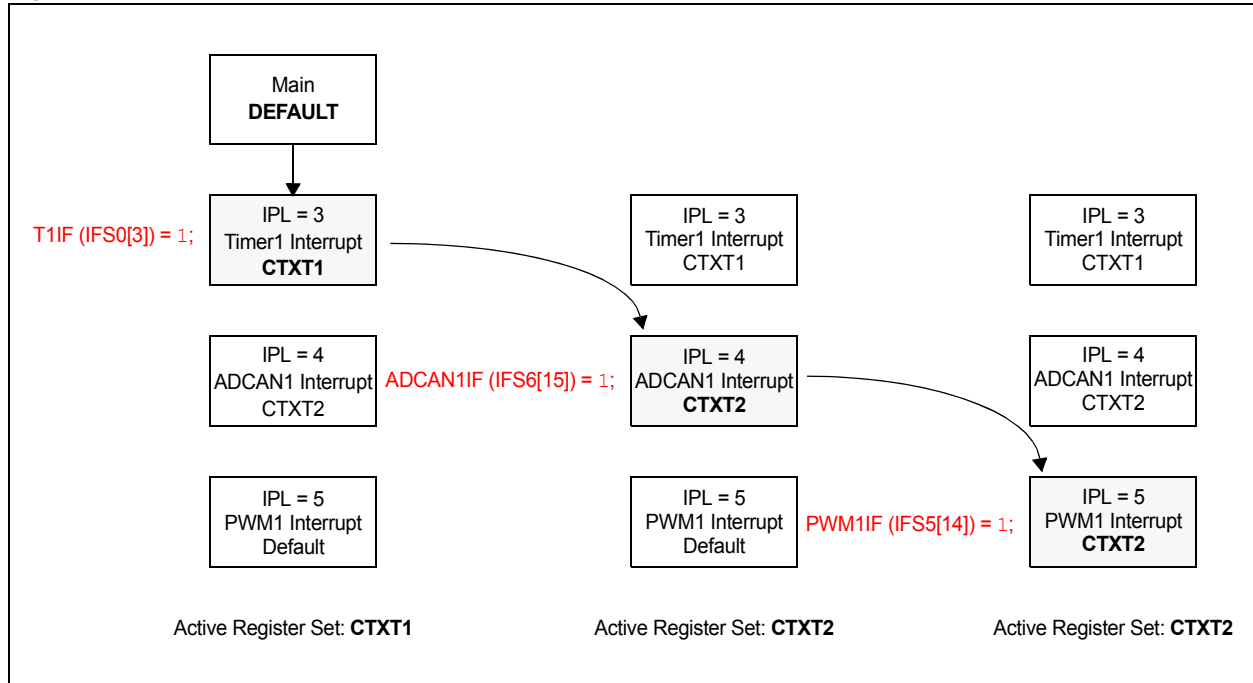 Main
DEFAULT
T1IF (IFS0[3]) = 1;
IPL = 3
Timer1 Interrupt
CTXT1
IPL = 3
Timer1 Interrupt
CTXT1
IPL = 3
Timer1 Interrupt
CTXT1
IPL = 4
ADCAN1 Interrupt
CTXT2
ADCAN1IF (IFS6[15]) = 1;
IPL = 4
ADCAN1 Interrupt
CTXT2
IPL = 4
ADCAN1 Interrupt
CTXT2
IPL = 5
PWM1 Interrupt
Default
IPL = 5
PWM1 Interrupt
Default
PWM1IF (IFS5[14]) = 1;
IPL = 5
PWM1 Interrupt
CTXT2
Active Register Set: CTXT1
Active Register Set: CTXT2
Active Register Set: CTXT2